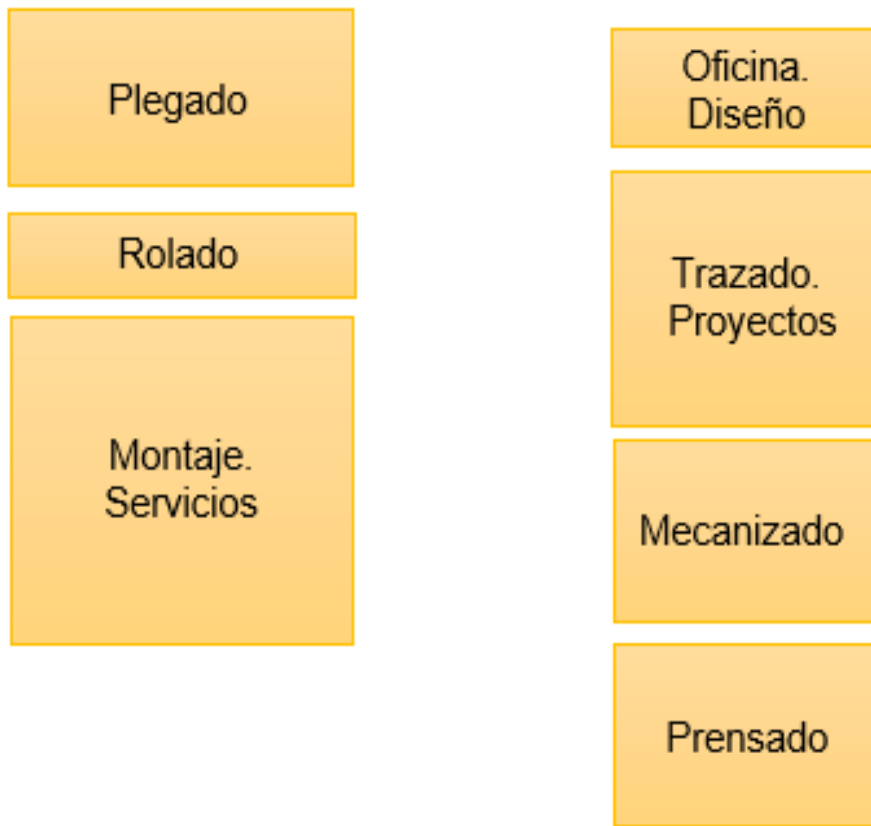 Plegado
Rolado
Montaje.
Servicios
Oficina.
Diseño
Trazado.
Proyectos
Mecanizado
Prensado